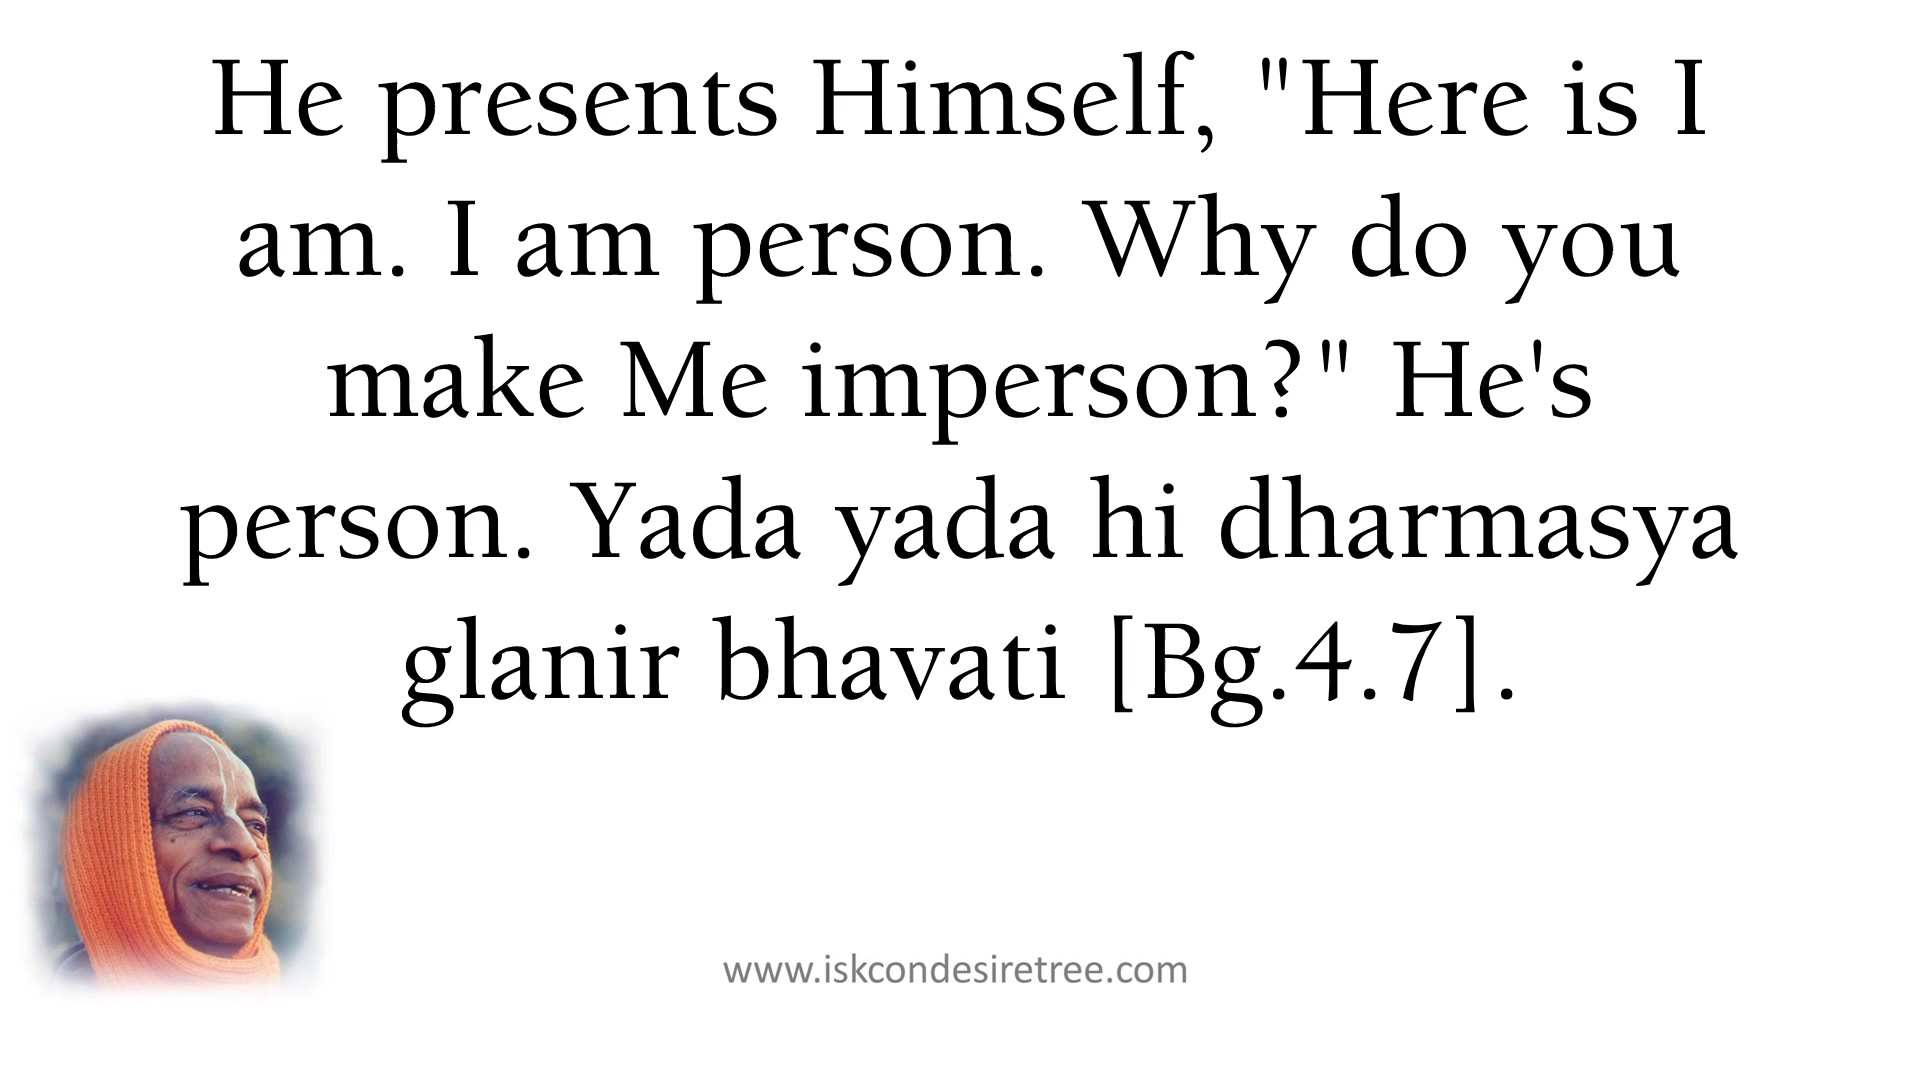 He presents Himself, "Here is I
am. I am person. Why do you
make Me imperson?" He's
person. Yada yada hi dharmasya
glanir bhavati [Bg.4.7].
www.iskcondesiretree.com